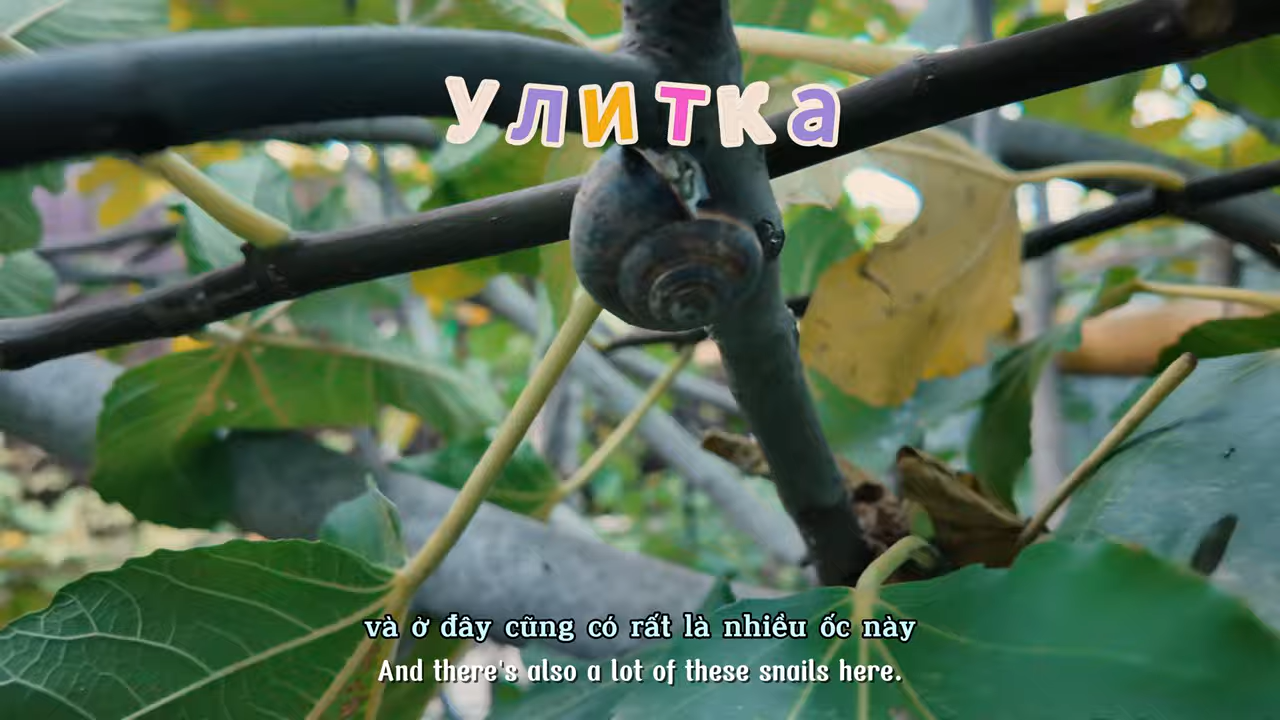 улитка
và ở đây cũng có rất là nhiều ốc này
And there's also a lot of these snails here.